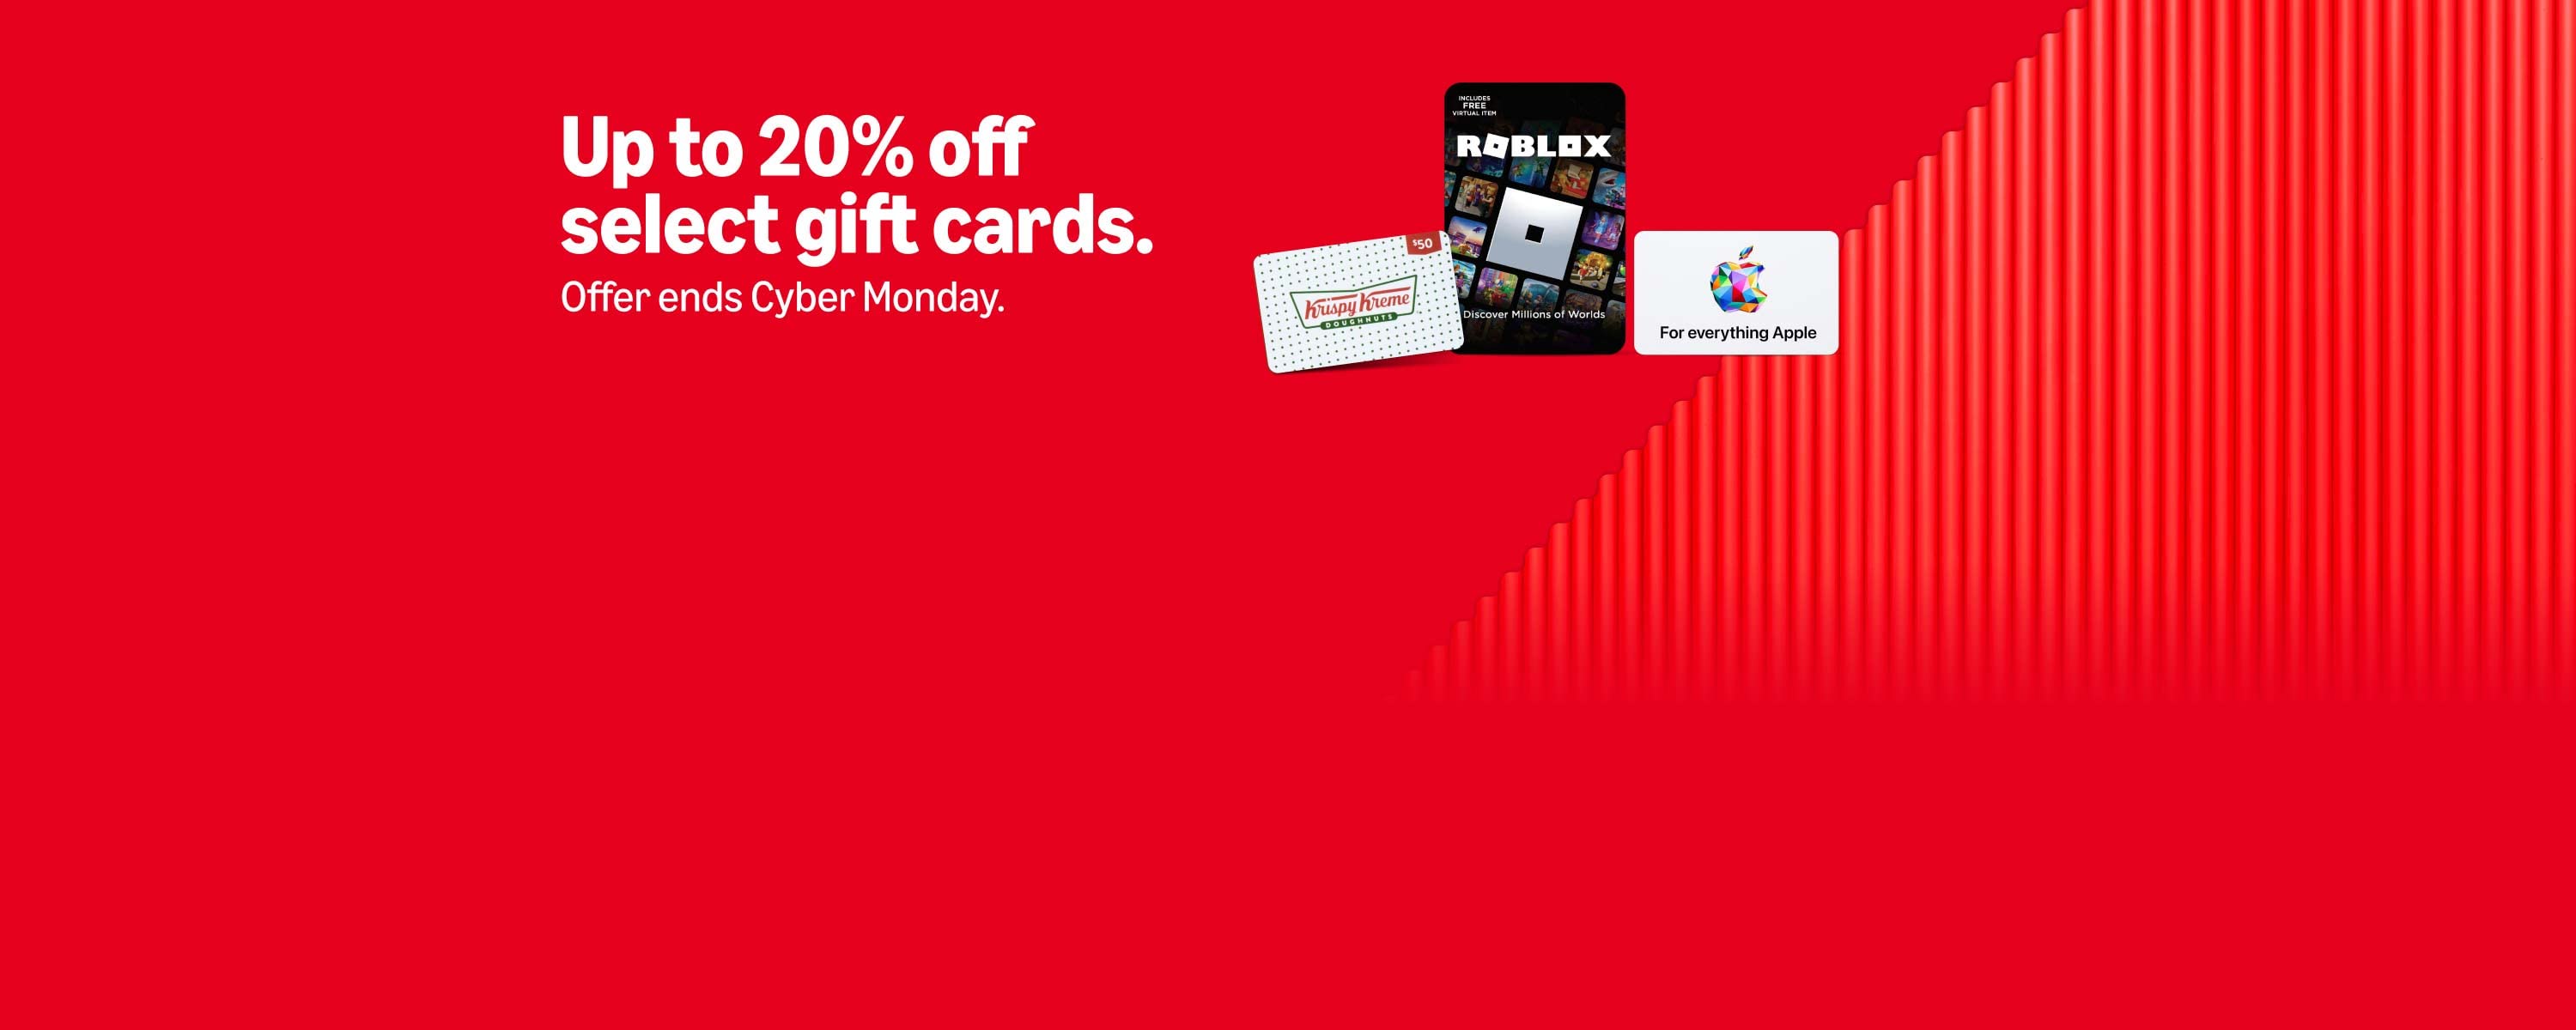 Up to 20% off
select gift cards.
Offer ends Cyber Monday.
$50
Krispy Kreme
DOUGHNUTS
INCLUDES
FREE
VIRTUAL ITEM
ROBLOX
Discover Millions of Worlds
For everything Apple